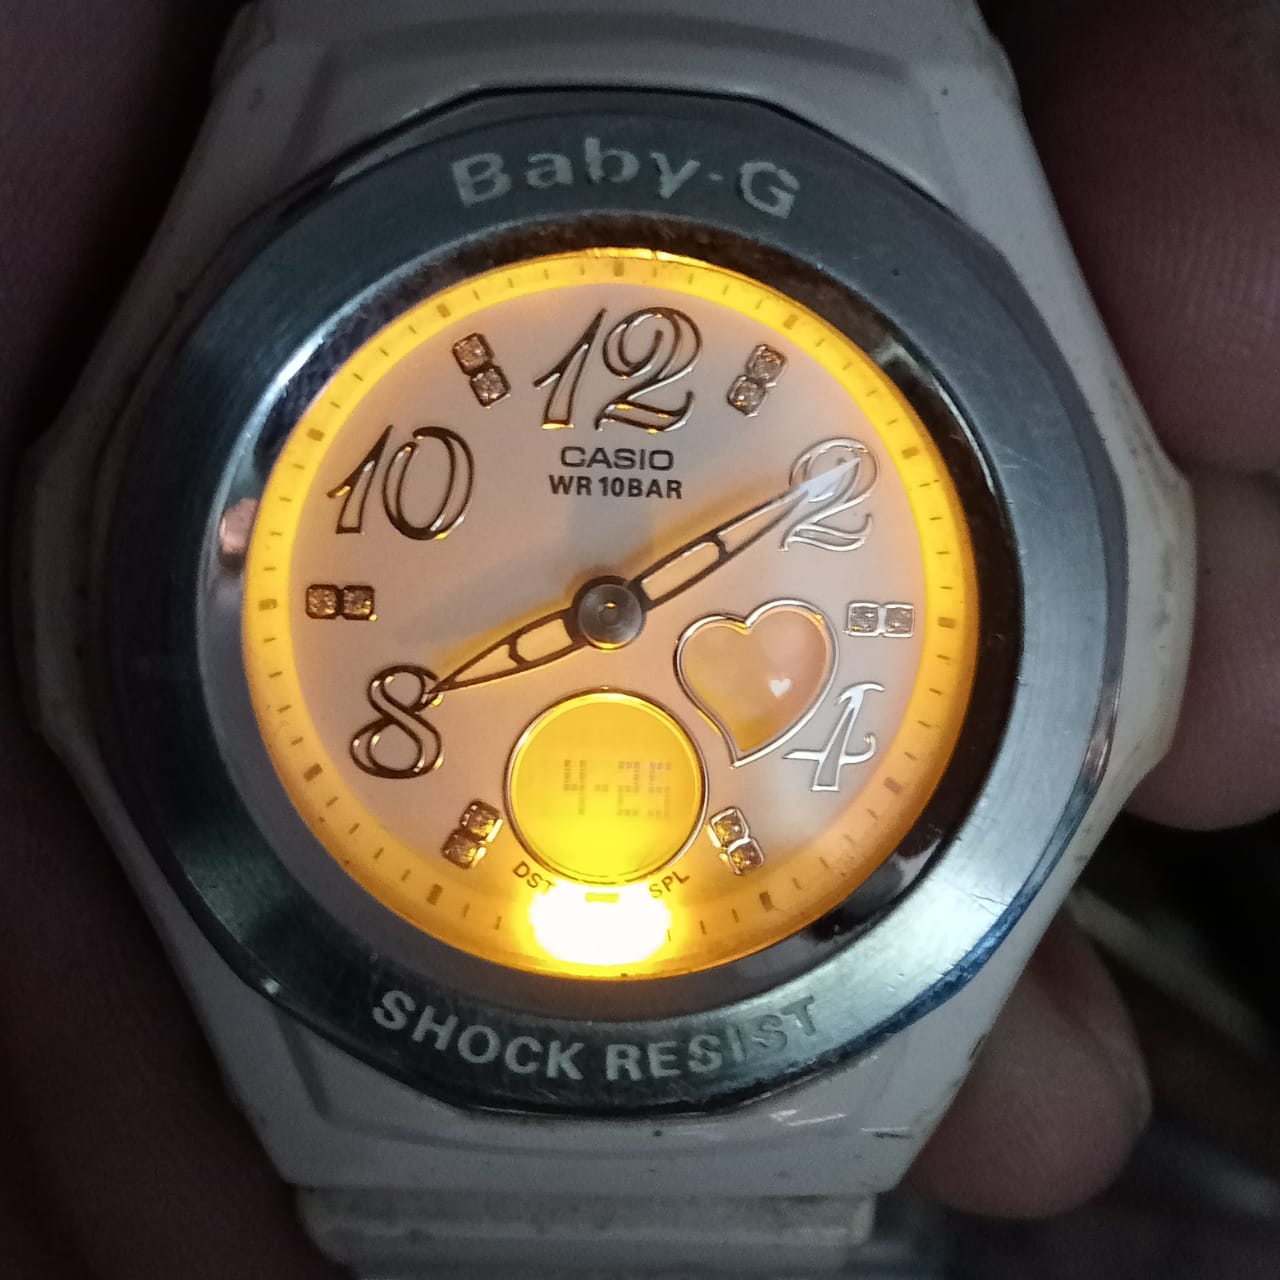 Baby-G
12
10
2
CASIO
WR 10BAR
8
4
4-25
DST
SPL
SHOCK RESIST